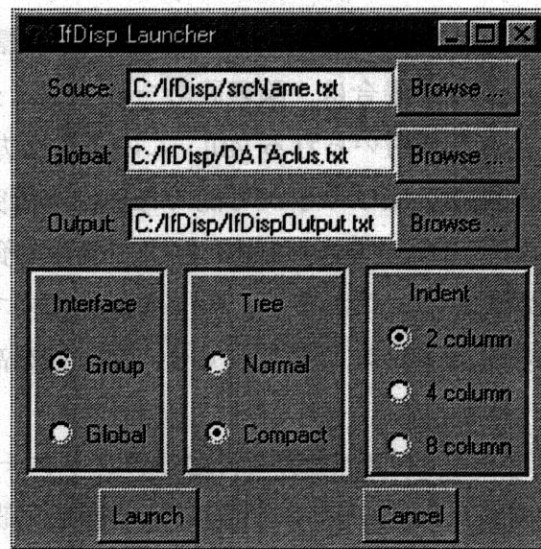 IfDisp Launcher
Souce: C:/IfDisp/srcName.txt Browse ...
Global: C:/IfDisp/DATAclus.txt Browse ...
Output: C:/IfDisp/IfDispOutput.txt Browse ...
Interface
Group
Global
Tree
Normal
Compact
Indent
2 column
4 column
8 column
Launch Cancel